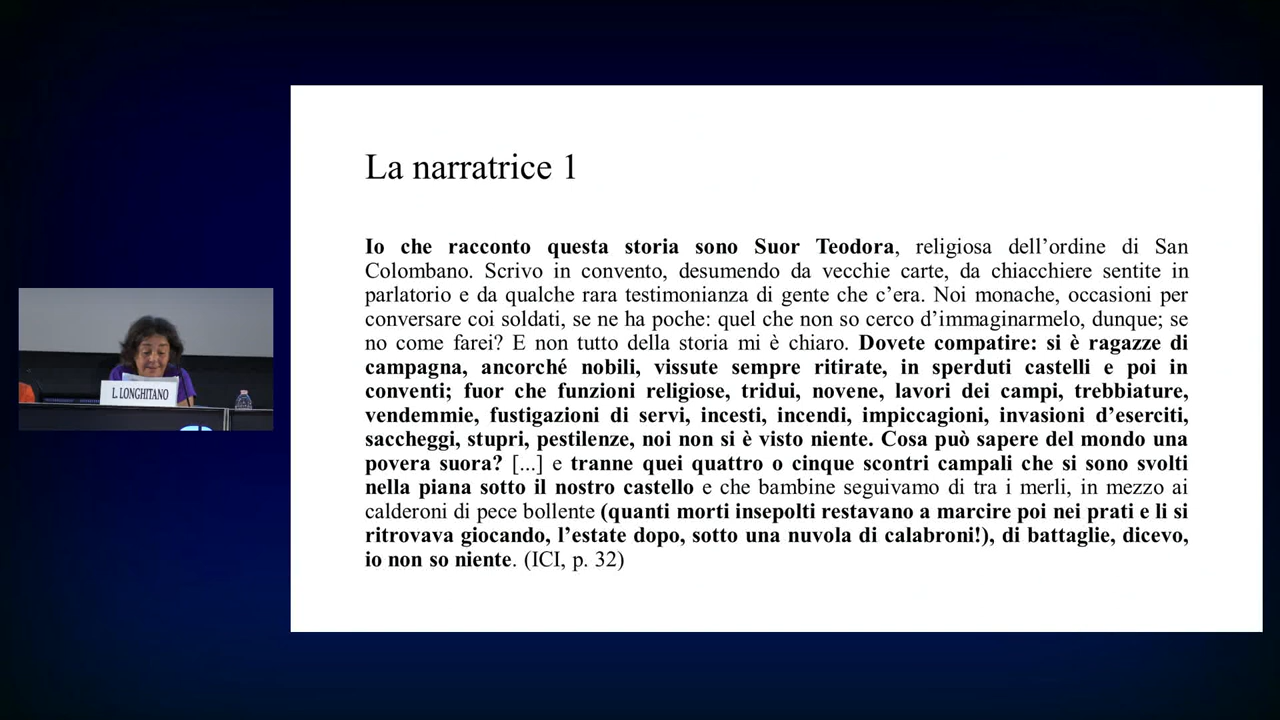 La narratrice 1
Io che racconto questa storia sono Suor Teodora, religiosa dell’ordine di San
Colombano. Scrivo in convento, desumendo da vecchie carte, da chiacchiere sentite in
parlatorio e da qualche rara testimonianza di gente che c’era. Noi monache, occasioni per
conversare coi soldati, se ne ha poche: quel che non so cerco d’immaginarmelo, dunque; se
no come farei? E non tutto della storia mi è chiaro. Dovete compatire: si è ragazze di
campagna, ancorché nobili, vissute sempre ritirate, in sperduti castelli e poi in
conventi; fuor che funzioni religiose, tridui, novene, lavori dei campi, trebbiature,
vendemmie, fustigazioni di servi, incesti, incendi, impiccagioni, invasioni d’eserciti,
saccheggi, stupri, pestilenze, noi non si è visto niente. Cosa può sapere del mondo una
povera suora? [...] e tranne quei quattro o cinque scontri campali che si sono svolti
nella piana sotto il nostro castello e che bambine seguivamo di tra i merli, in mezzo ai
calderoni di pece bollente (quanti morti insepolti restavano a marcire poi nei prati e li si
ritrovava giocando, l’estate dopo, sotto una nuvola di calabroni!), di battaglie, dicevo,
io non so niente. (ICI, p. 32)
L. LONGHITANO